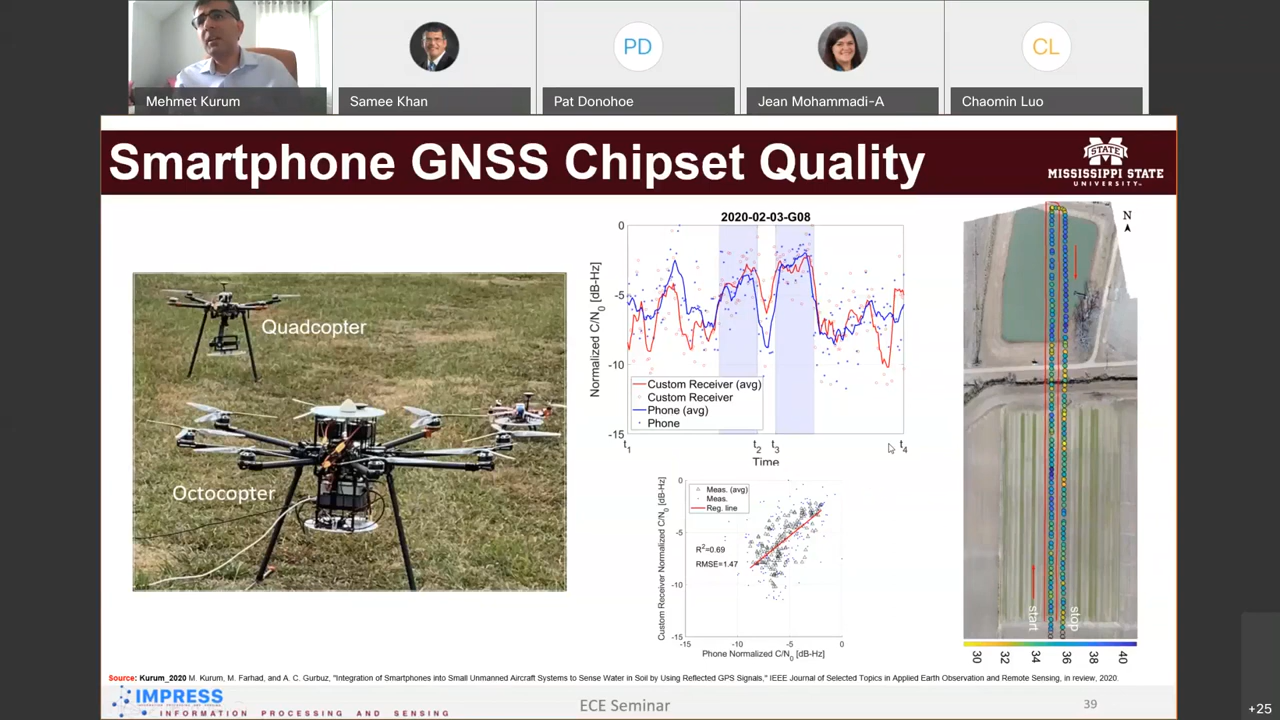 Mehmet Kurum
Samee Khan
PD
Pat Donohoe
Jean Mohammadi-A
CL
Chaomin Luo
Smartphone GNSS Chipset Quality
STATE
MISSISSIPPI STATE
UNIVERSITY™
Quadcopter
Octocopter
2020-02-03-G08
Normalized C/N0 [dB-Hz]
0
-5
-10
-15
Custom Receiver (avg)
Custom Receiver
Phone (avg)
Phone
t1
t2
t3
t4
Time
Custom Receiver Normalized C/N0 [dB-Hz]
0
-5
-10
-15
Meas. (avg)
Meas.
Reg. line
R2=0.69
RMSE=1.47
-15
-10
-5
0
Phone Normalized C/N0 [dB-Hz]
N
start
stop
30
32
34
36
38
40
Source: Kurum_2020 M. Kurum, M. Farhad, and A. C. Gurbuz, "Integration of Smartphones into Small Unmanned Aircraft Systems to Sense Water in Soil by Using Reflected GPS Signals," IEEE Journal of Selected Topics in Applied Earth Observation and Remote Sensing, in review, 2020.
IMPRESS
INFORMATION PROCESSING AND SENSING
ECE Seminar
39
+25